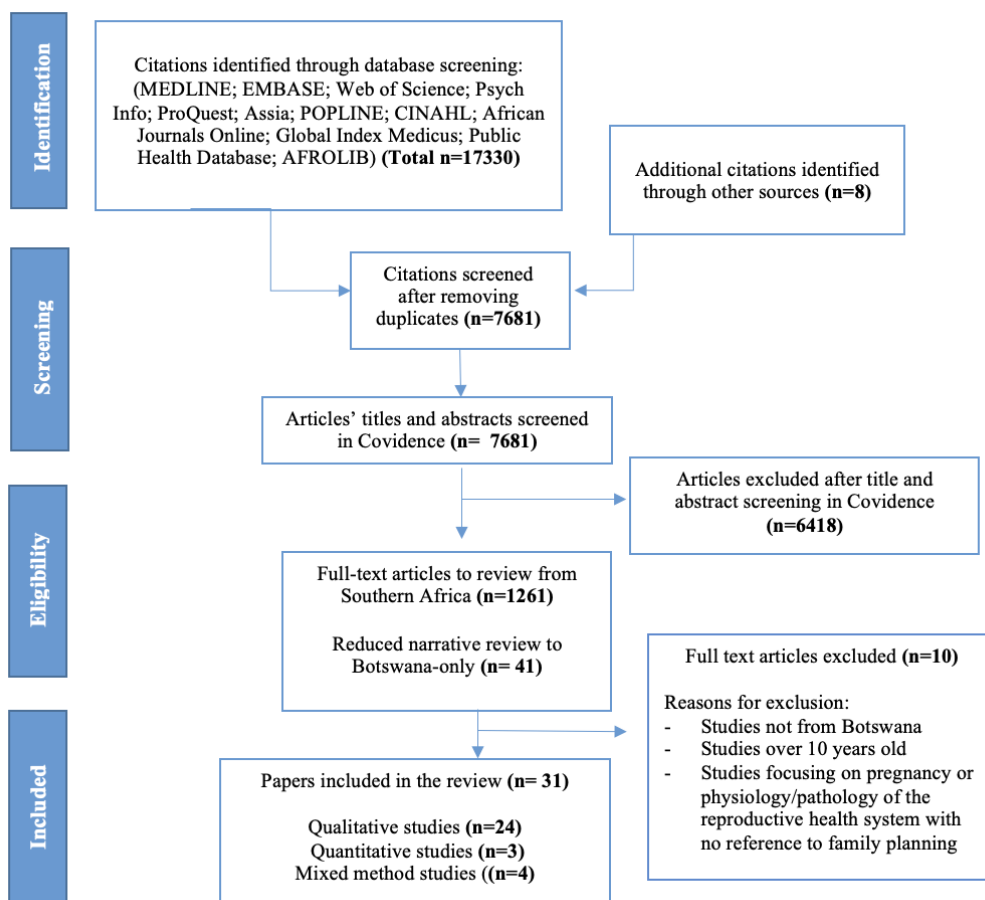 Identification
Citations identified through database screening:
(MEDLINE; EMBASE; Web of Science; Psych
Info; ProQuest; Assia; POPLINE; CINAHL; African
Journals Online; Global Index Medicus; Public
Health Database; AFROLIB) (Total n=17330)
Additional citations identified
through other sources (n=8)
Screening
Citations screened
after removing
duplicates (n=7681)
Articles’ titles and abstracts screened
in Covidence (n= 7681)
Articles excluded after title and
abstract screening in Covidence
(n=6418)
Eligibility
Full-text articles to review from
Southern Africa (n=1261)
Reduced narrative review to
Botswana-only (n= 41)
Full text articles excluded (n=10)
Reasons for exclusion:
- Studies not from Botswana
- Studies over 10 years old
- Studies focusing on pregnancy or
physiology/pathology of the
reproductive health system with
no reference to family planning
Included
Papers included in the review (n= 31)
Qualitative studies (n=24)
Quantitative studies (n=3)
Mixed method studies ((n=4)